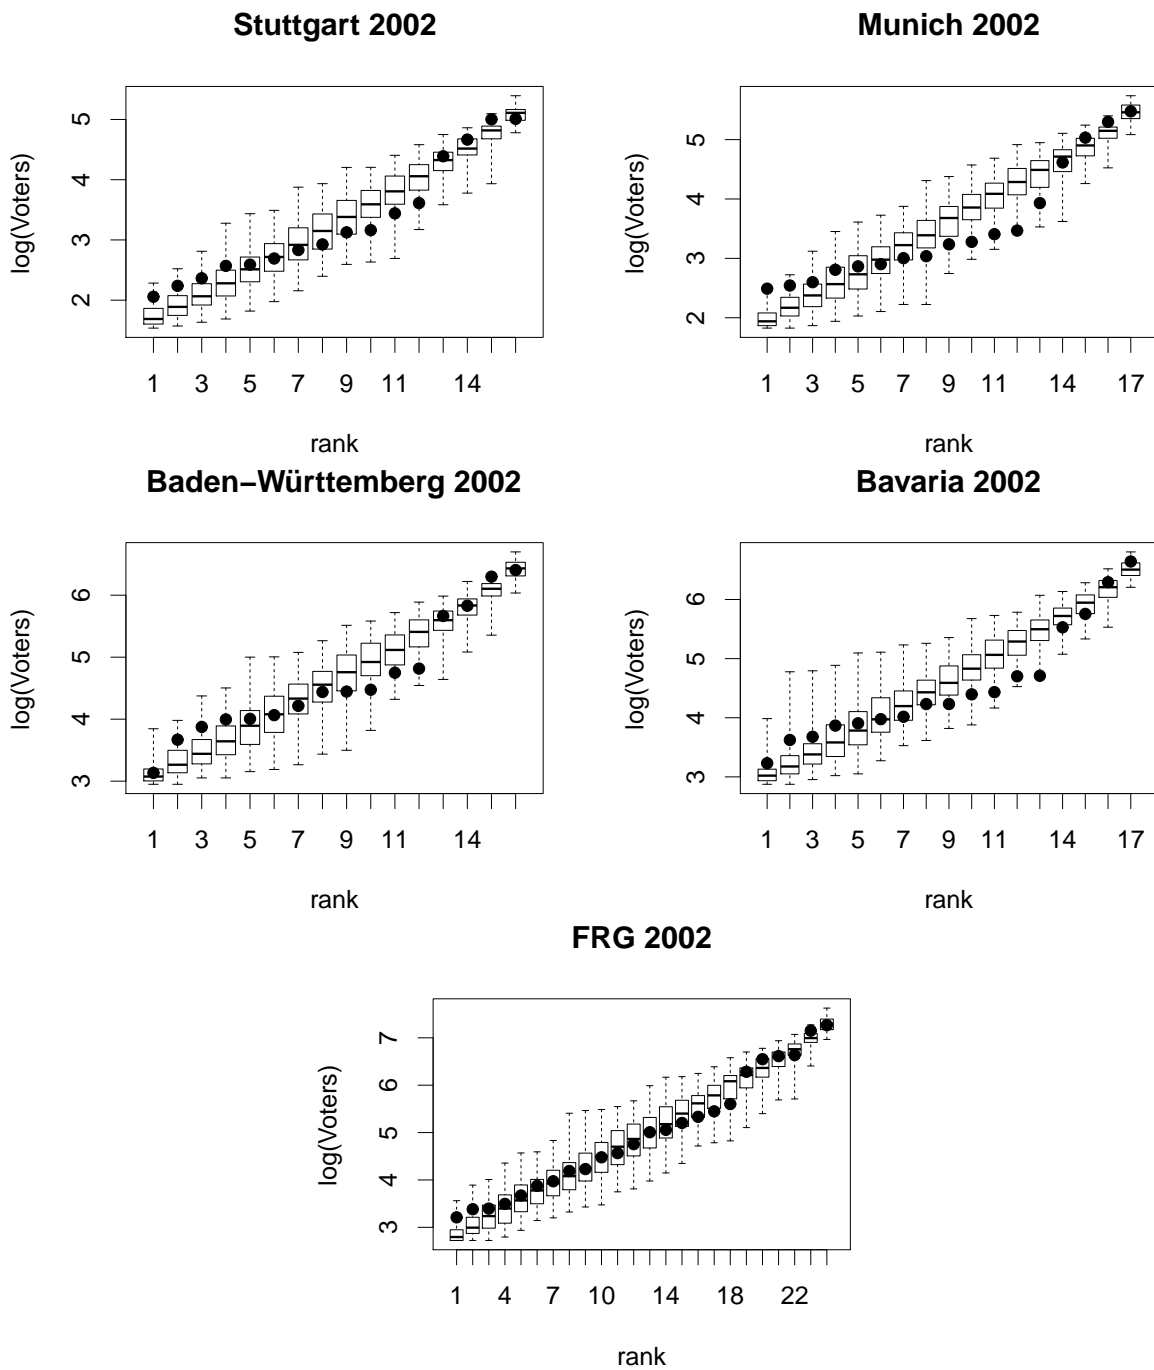 Stuttgart 2002
log(Voters)
5
4
3
2
1 3 5 7 9 11 14
rank
Munich 2002
log(Voters)
5
4
3
2
1 3 5 7 9 11 14 17
rank
Baden−Württemberg 2002
log(Voters)
6
5
4
3
1 3 5 7 9 11 14
rank
Bavaria 2002
log(Voters)
6
5
4
3
1 3 5 7 9 11 14 17
rank
FRG 2002
log(Voters)
7
6
5
4
3
1 4 7 10 14 18 22
rank